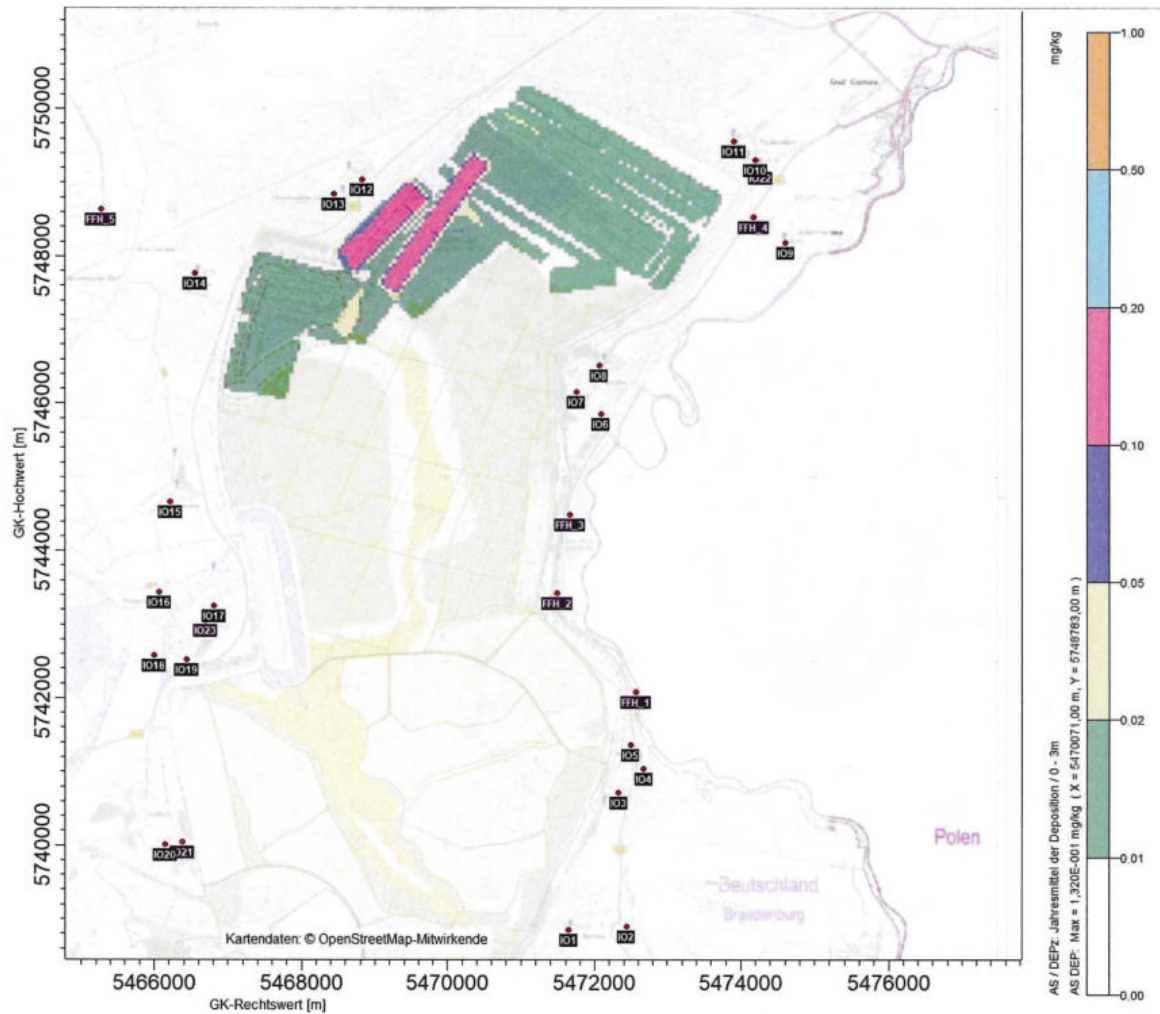 mg/kg
1.00
0.50
0.20
0.10
0.05
0.02
0.01
0.00
AS / DEPz: Jahresmittel der Deposition / 0 - 3m
AS DEP: Max = 1,320E-001 mg/kg ( X = 5470071,00 m, Y = 5748783,00 m )
GK-Hochwert [m]
5750000
5748000
5746000
5744000
5742000
5740000
5466000
5468000
5470000
5472000
5474000
5476000
GK-Rechtswert [m]
IO11
IO10
IO22
IO12
IO13
FFH_5
FFH_4
IO9
IO14
IO8
IO7
IO6
IO15
FFH_3
IO16
FFH_2
IO17
IO23
IO18
IO19
FFH_1
IO5
IO4
IO3
IO20
IO21
IO1
IO2
Polen
Deutschland
Brandenburg
Kartendaten: © OpenStreetMap-Mitwirkende